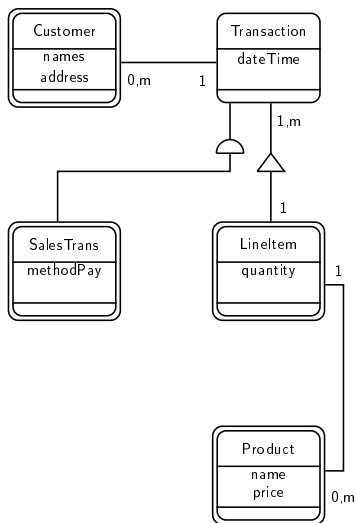 Customer
names
address
0,m
1
Transaction
dateTime
1,m
1
SalesTrans
methodPay
LineItem
quantity
1
Product
name
price
0,m